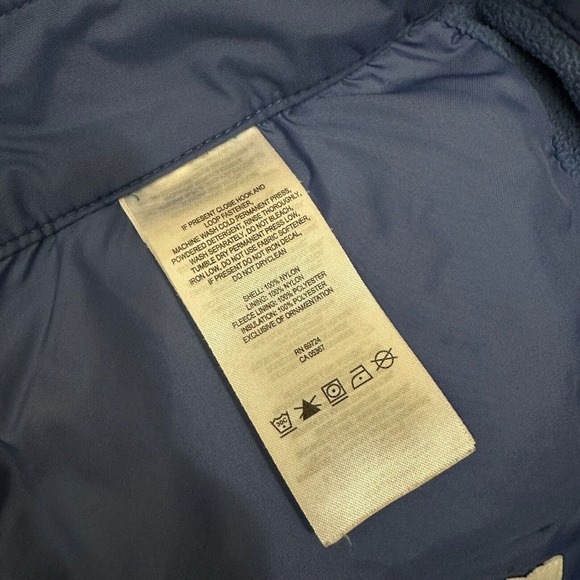 IF PRESENT CLOSE HOOK AND
LOOP FASTENER,
MACHINE WASH COLD PERMANENT PRESS,
POWDERED DETERGENT, RINSE THOROUGHLY,
WASH SEPARATELY, DO NOT BLEACH,
TUMBLE DRY PERMANENT PRESS LOW,
IRON LOW, DO NOT USE FABRIC SOFTENER,
IF PRESENT DO NOT IRON DECAL,
DO NOT DRYCLEAN
SHELL: 100% NYLON
LINING: 100% NYLON
FLEECE LINING: 100% POLYESTER
INSULATION: 100% POLYESTER
EXCLUSIVE OF ORNAMENTATION
RN 69724
CA 05367
30C